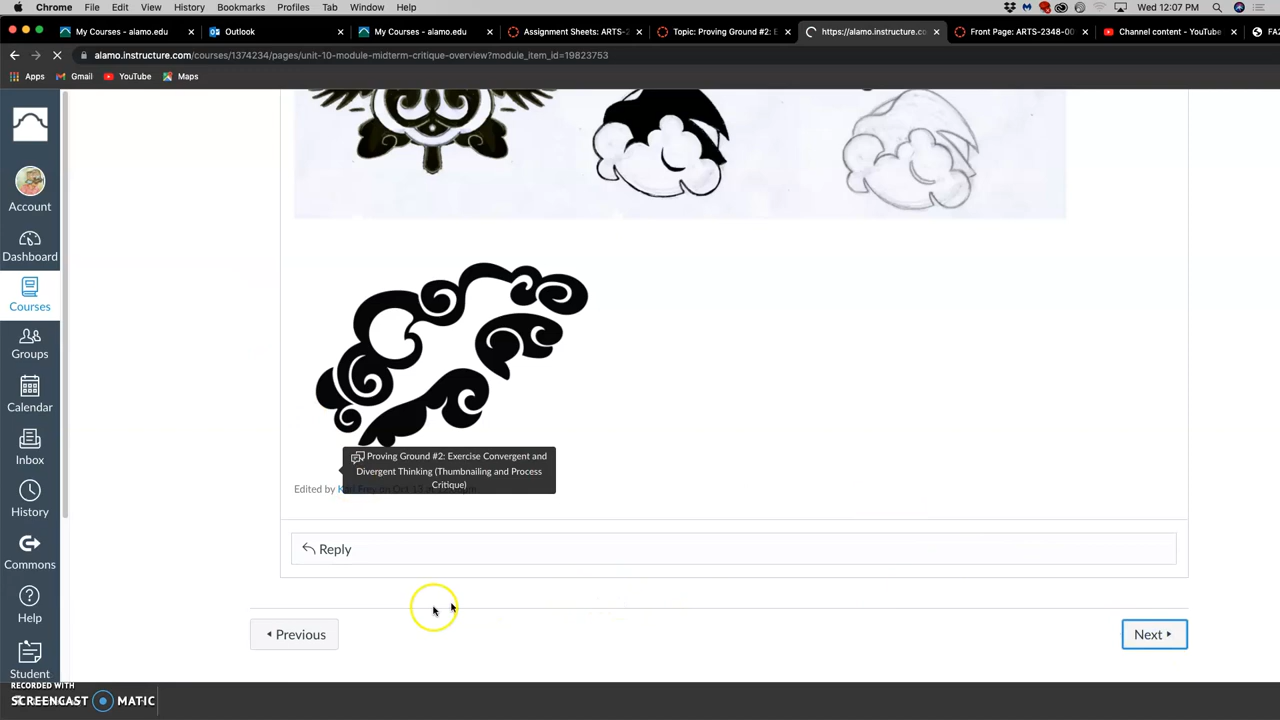 Chrome File Edit View History Bookmarks Profiles Tab Window Help Wed 12:07 PM
My Courses - alamo.edu Outlook My Courses - alamo.edu Assignment Sheets: ARTS-2 Topic: Proving Ground #2: E https://alamo.instructure.co Front Page: ARTS-2348-00 Channel content - YouTube FA2
alamo.instructure.com/courses/1374234/pages/unit-10-module-midterm-critique-overview?module_item_id=19823753
Apps Gmail YouTube Maps
Account
Dashboard
Courses
Groups
Calendar
Inbox
History
Commons
Help
Student
Proving Ground #2: Exercise Convergent and
Divergent Thinking (Thumbnailing and Process
Critique)
Edited by
Reply
Previous Next
RECORDED WITH
SCREENCAST MATIC